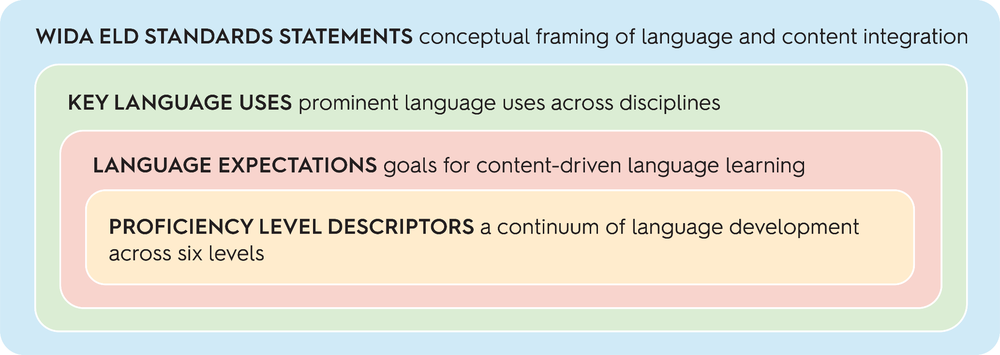 WIDA ELD STANDARDS STATEMENTS conceptual framing of language and content integration
KEY LANGUAGE USES prominent language uses across disciplines
LANGUAGE EXPECTATIONS goals for content-driven language learning
PROFICIENCY LEVEL DESCRIPTORS a continuum of language development
across six levels